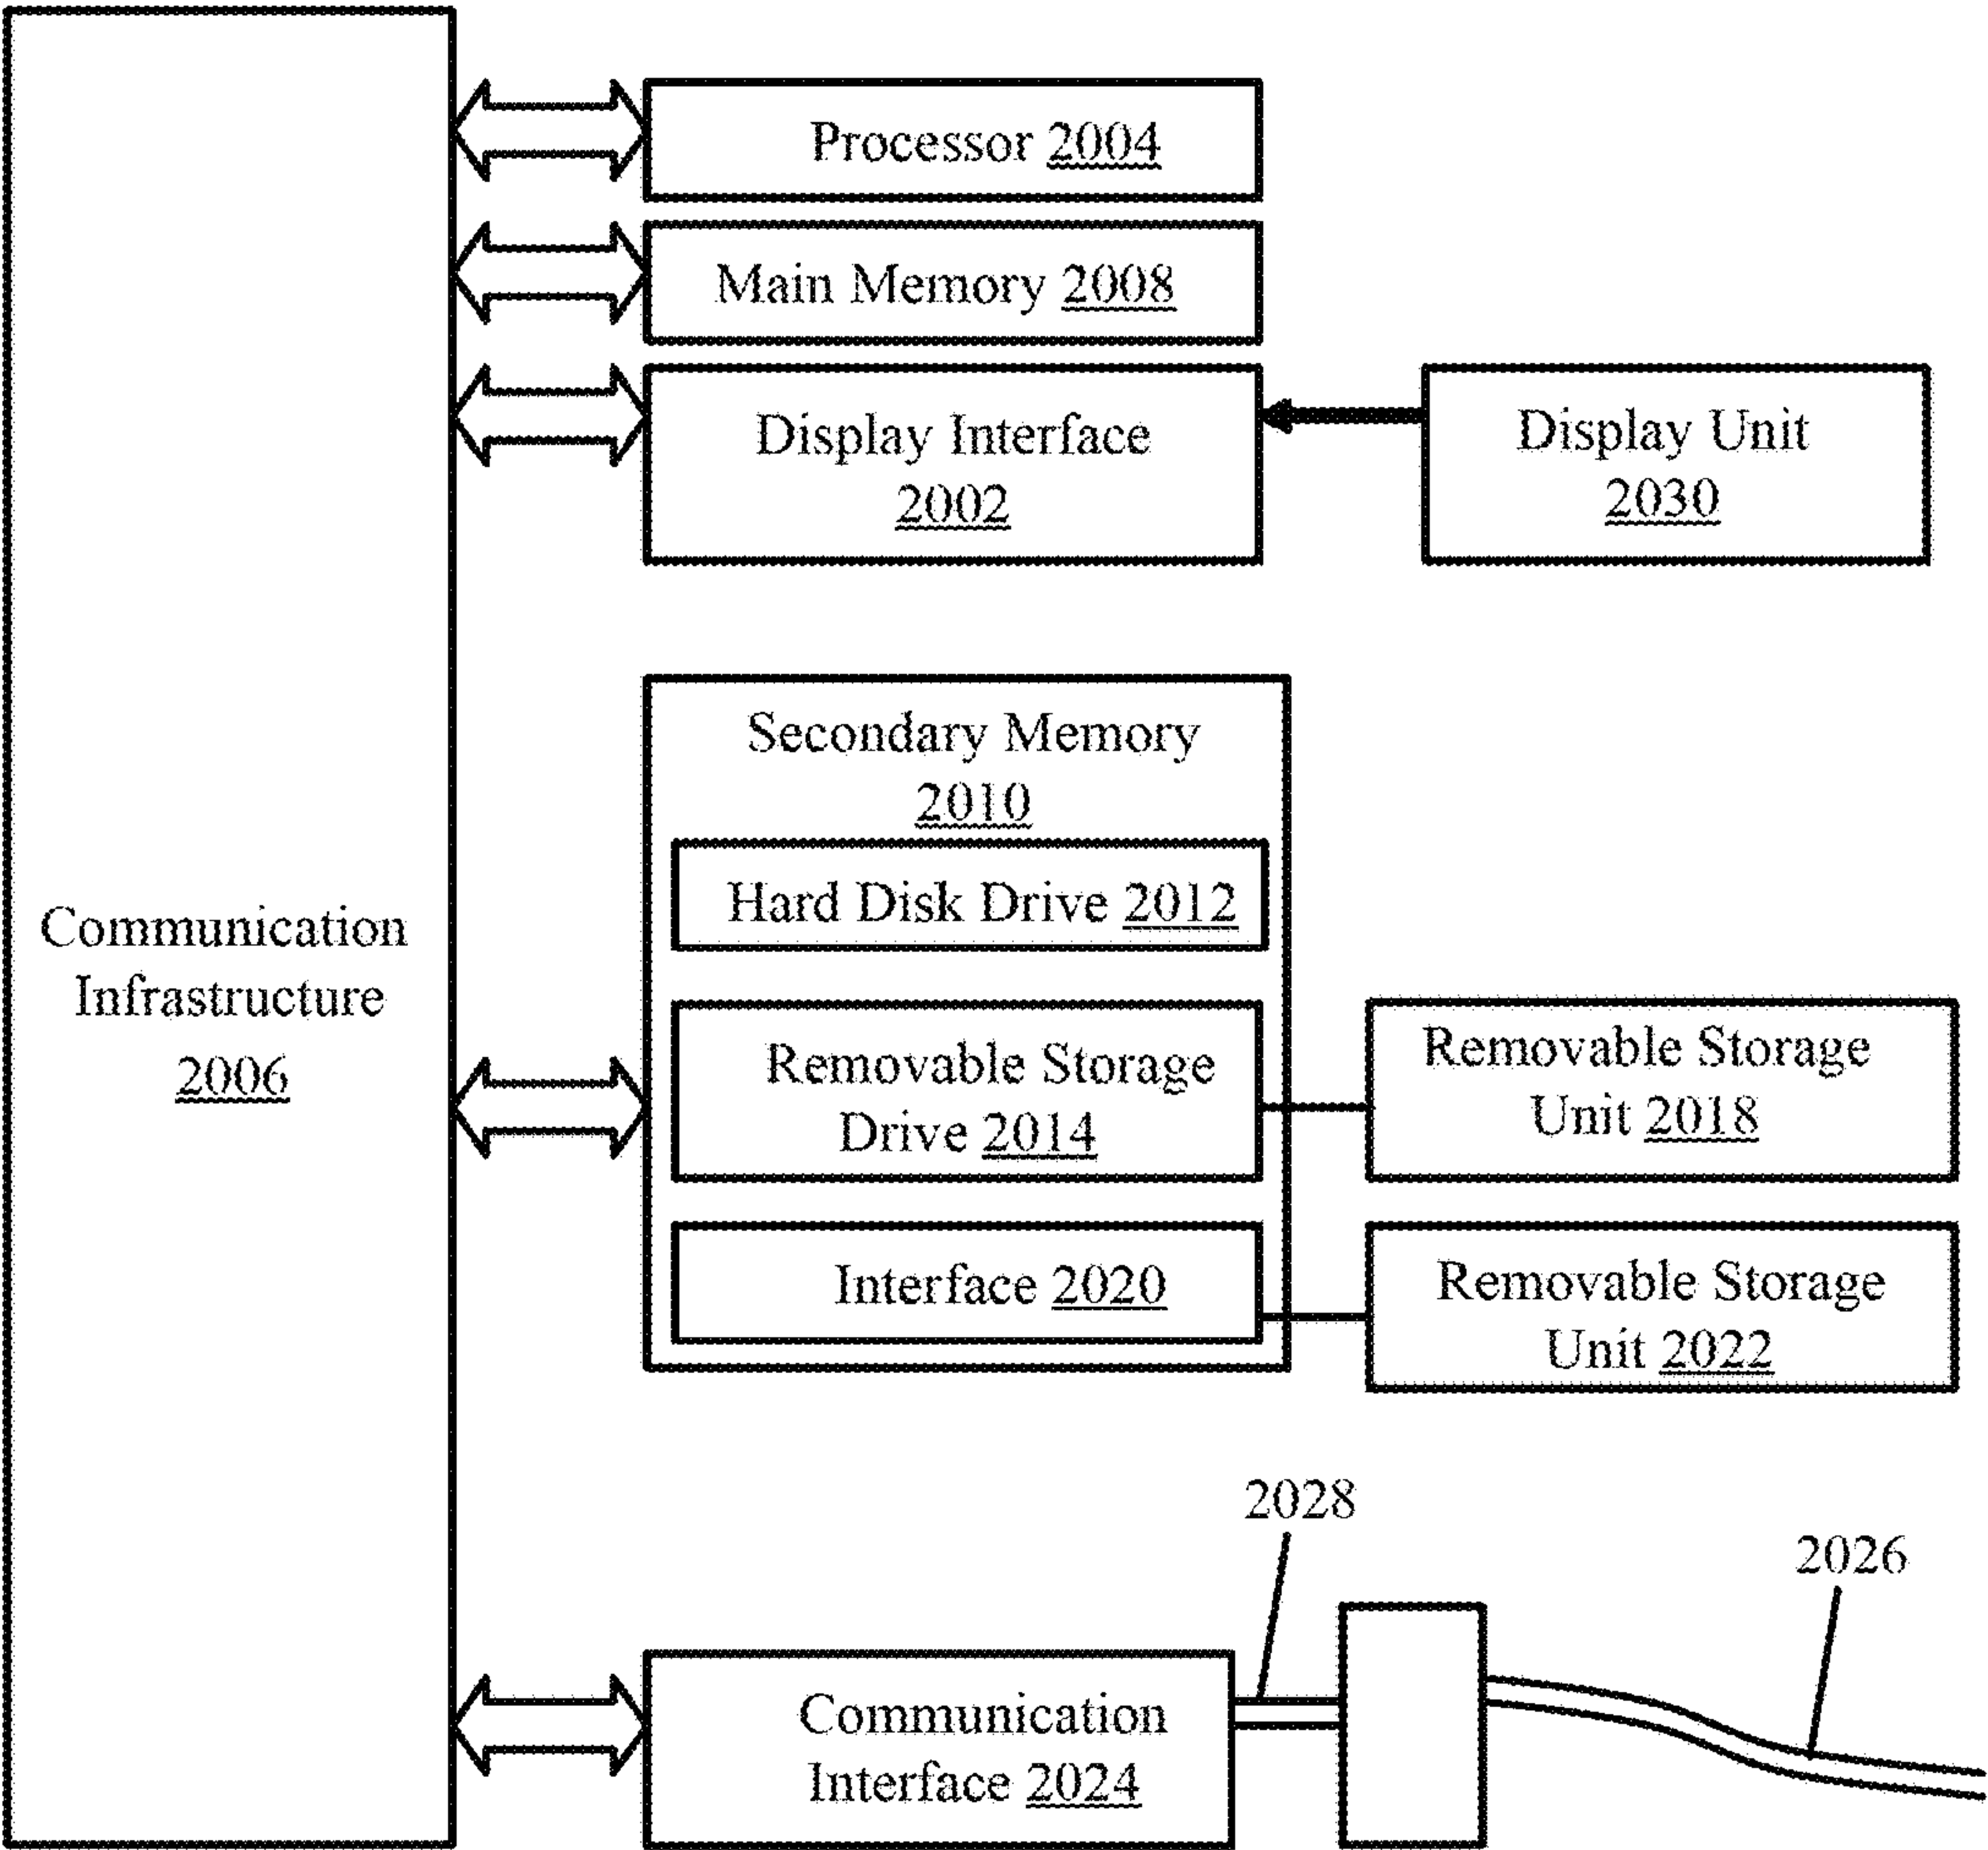 Processor 2004
Main Memory 2008
Display Interface
2002
Display Unit
2030
Secondary Memory
2010
Hard Disk Drive 2012
Communication
Infrastructure
2006
Removable Storage
Drive 2014
Removable Storage
Unit 2018
Interface 2020
Removable Storage
Unit 2022
2028
2026
Communication
Interface 2024